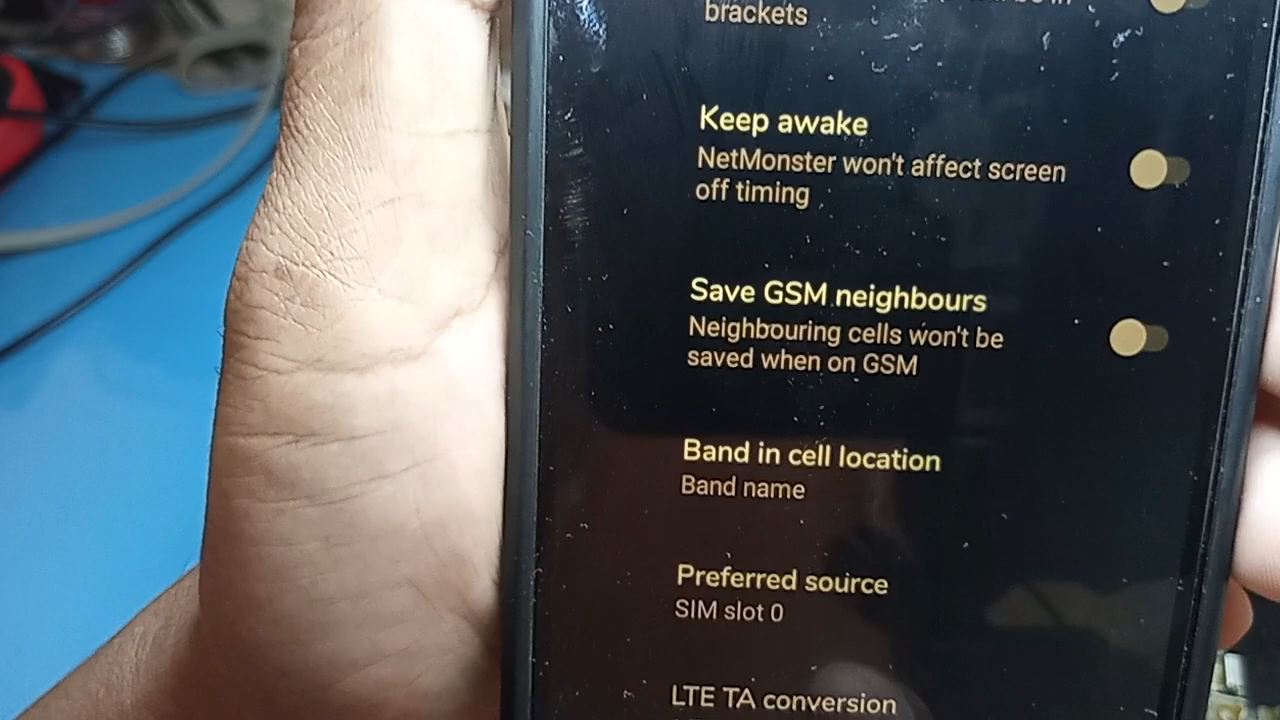 brackets
Keep awake
NetMonster won't affect screen
off timing
Save GSM neighbours
Neighbouring cells won't be
saved when on GSM
Band in cell location
Band name
Preferred source
SIM slot 0
LTE TA conversion